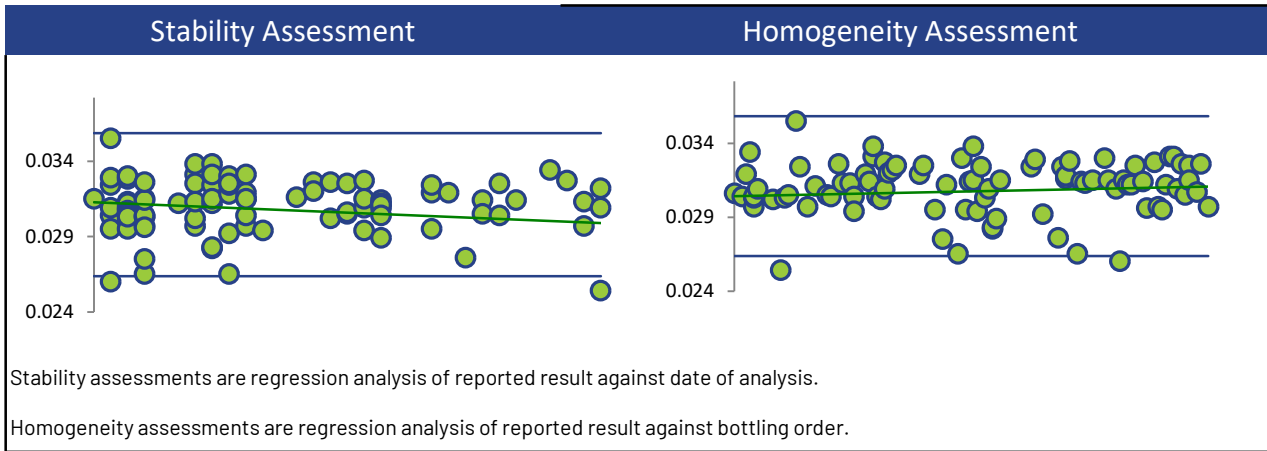 Stability Assessment
Homogeneity Assessment
0.034
0.029
0.024
0.034
0.029
0.024
Stability assessments are regression analysis of reported result against date of analysis.
Homogeneity assessments are regression analysis of reported result against bottling order.